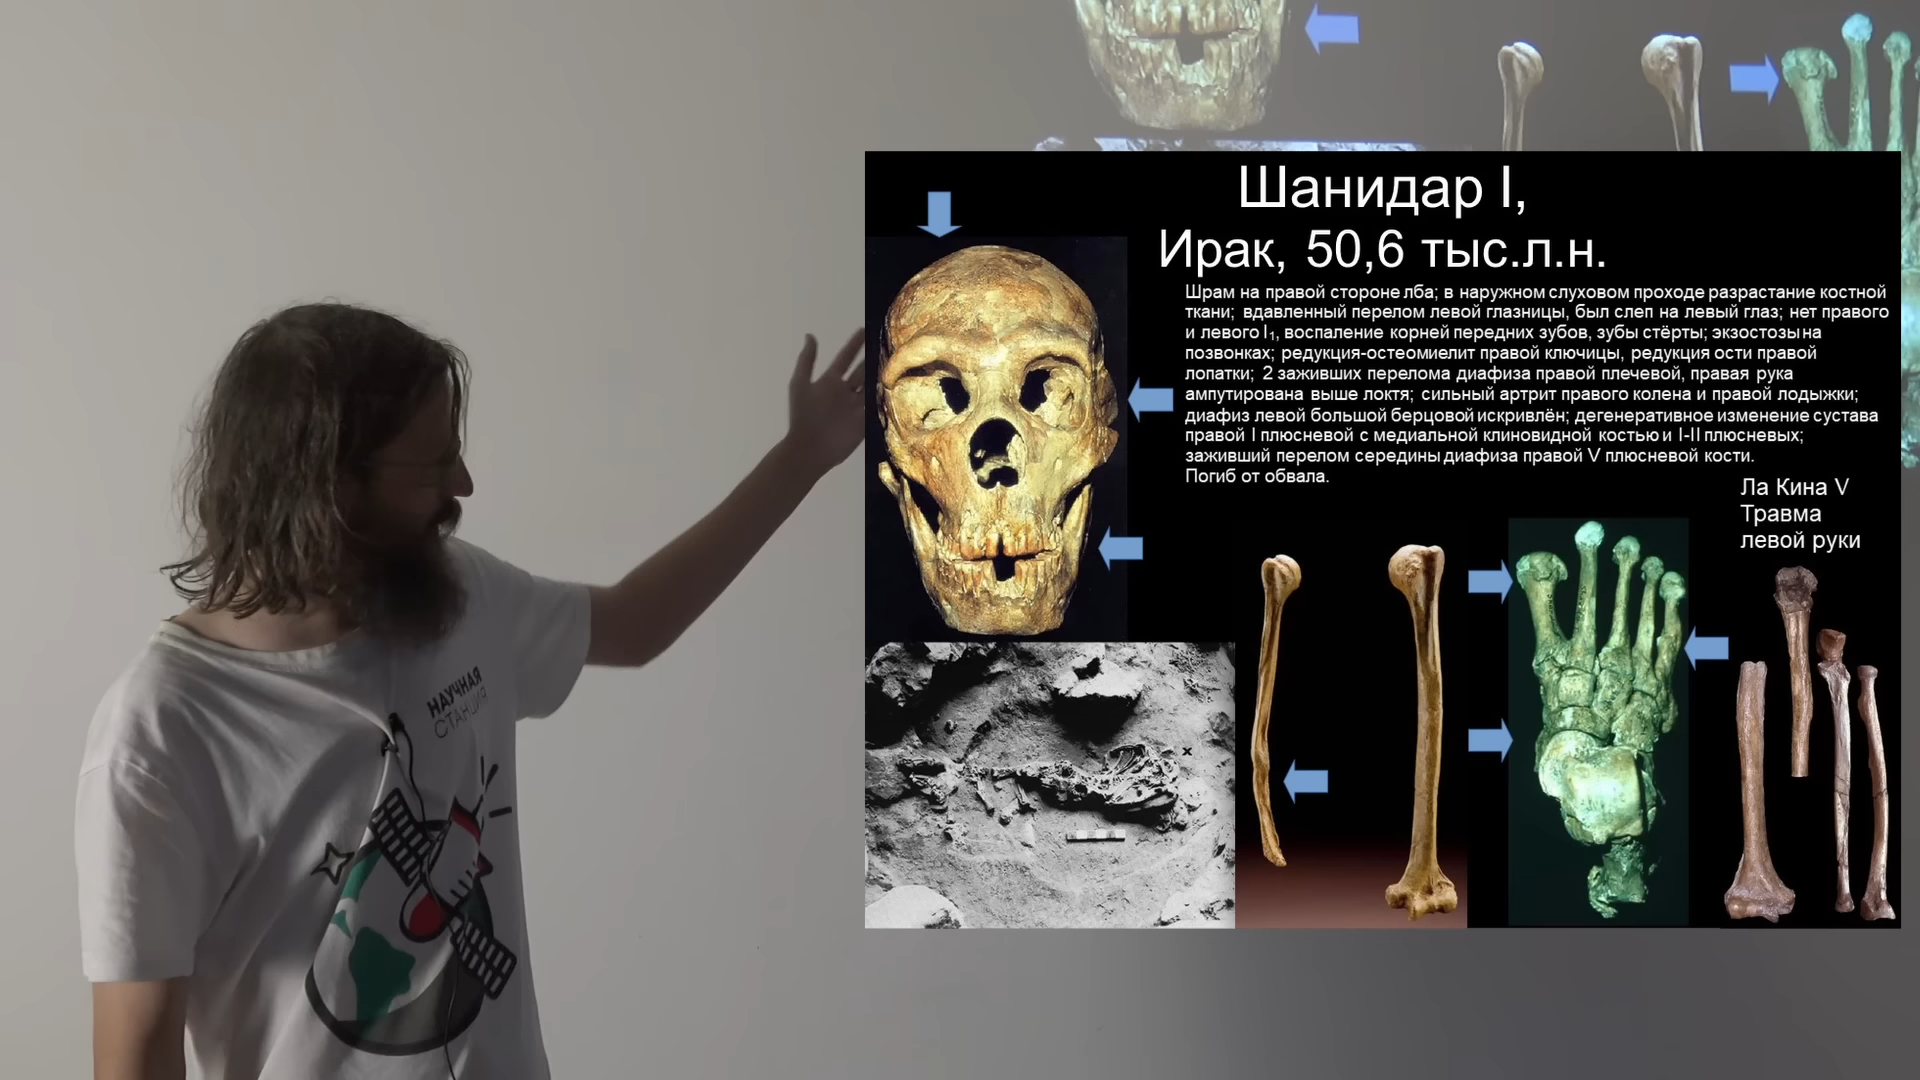 Шанидар I,
Ирак, 50,6 тыс.л.н.
Шрам на правой стороне лба; в наружном слуховом проходе разрастание костной
ткани; вдавленный перелом левой глазницы, был слеп на левый глаз; нет правого
и левого I₁, воспаление корней передних зубов, зубы стёрты; экзостозы на
позвонках; редукция-остеомиелит правой ключицы, редукция ости правой
лопатки; 2 заживших перелома диафиза правой плечевой, правая рука
ампутирована выше локтя; сильный артрит правого колена и правой лодыжки;
диафиз левой большой берцовой искривлён; дегенеративное изменение сустава
правой I плюсневой с медиальной клиновидной костью и I-II плюсневых;
заживший перелом середины диафиза правой V плюсневой кости.
Погиб от обвала.
Ла Кина V
Травма
левой руки
x
НАУЧНАЯ
СТАНЦИЯ